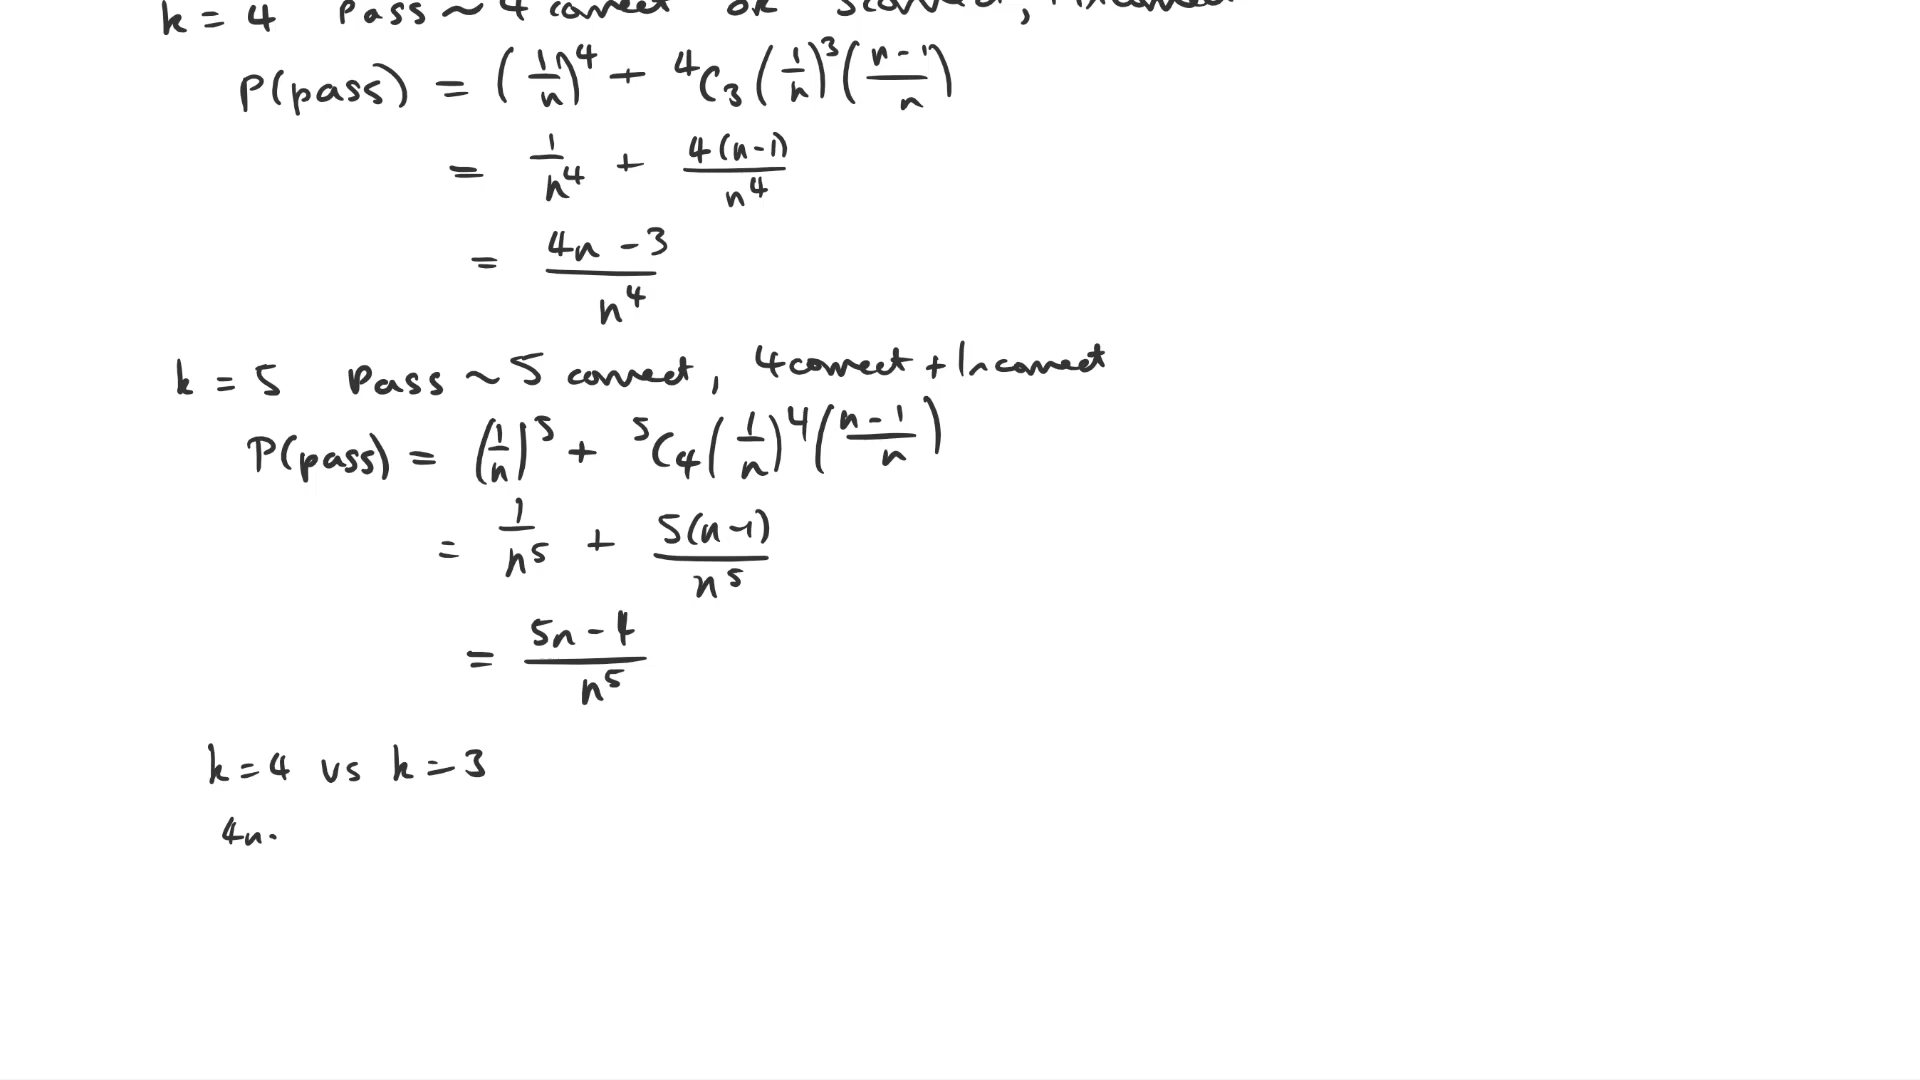 k = 4 Pass ~ 4 correct or 3 correct,
P(pass) = (1/n)^4 + ⁴C₃ (1/n)^3 ((n-1)/n)
= 1/n^4 + 4(n-1)/n^4
= (4n - 3)/n^4
k = 5 Pass ~ 5 correct, 4 correct + Incorrect
P(pass) = (1/n)^5 + ⁵C₄ (1/n)^4 ((n-1)/n)
= 1/n^5 + 5(n-1)/n^5
= (5n - 4)/n^5
k = 4 vs k = 3
4n